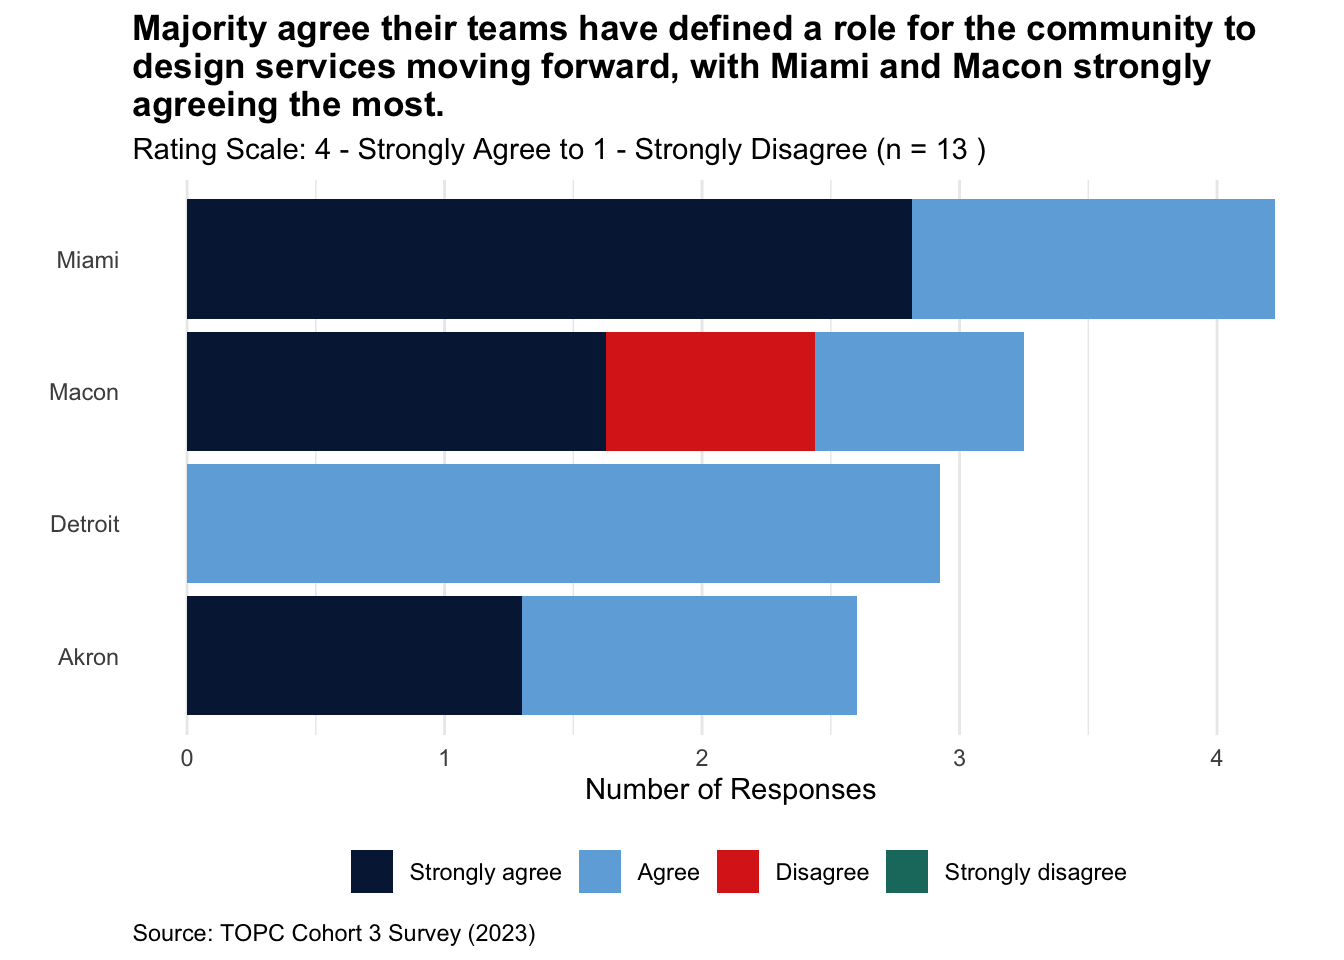 Majority agree their teams have defined a role for the community to
design services moving forward, with Miami and Macon strongly
agreeing the most.
Rating Scale: 4 - Strongly Agree to 1 - Strongly Disagree (n = 13 )
Miami
Macon
Detroit
Akron
0 1 2 3 4
Number of Responses
Strongly agree Agree Disagree Strongly disagree
Source: TOPC Cohort 3 Survey (2023)